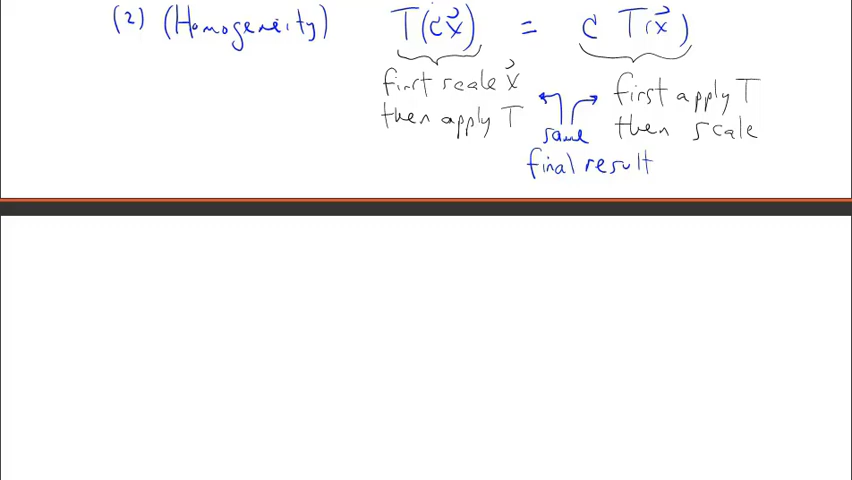 (2) (Homogeneity) T(cx⃗) = c T(x⃗)
first scale x⃗
then apply T
first apply T
then scale
same
final result